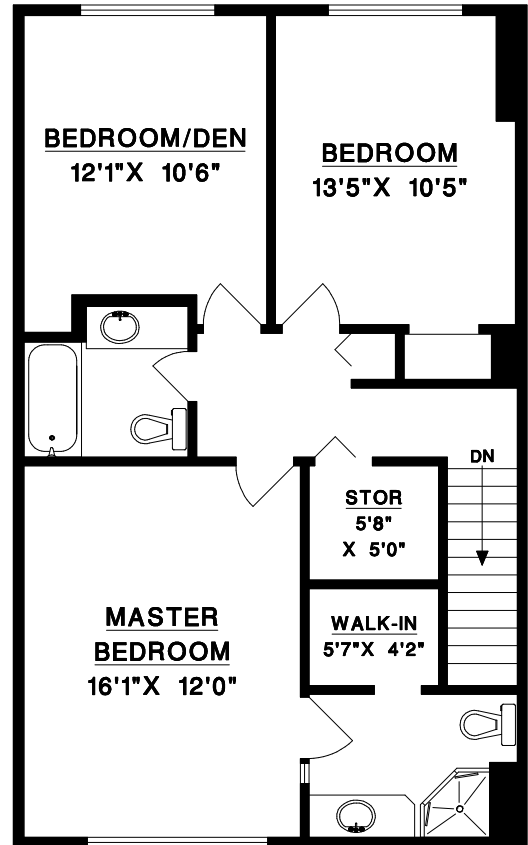 BEDROOM/DEN
12'1"X 10'6"
BEDROOM
13'5"X 10'5"
DN
STOR
5'8"
X 5'0"
MASTER
BEDROOM
16'1"X 12'0"
WALK-IN
5'7"X 4'2"